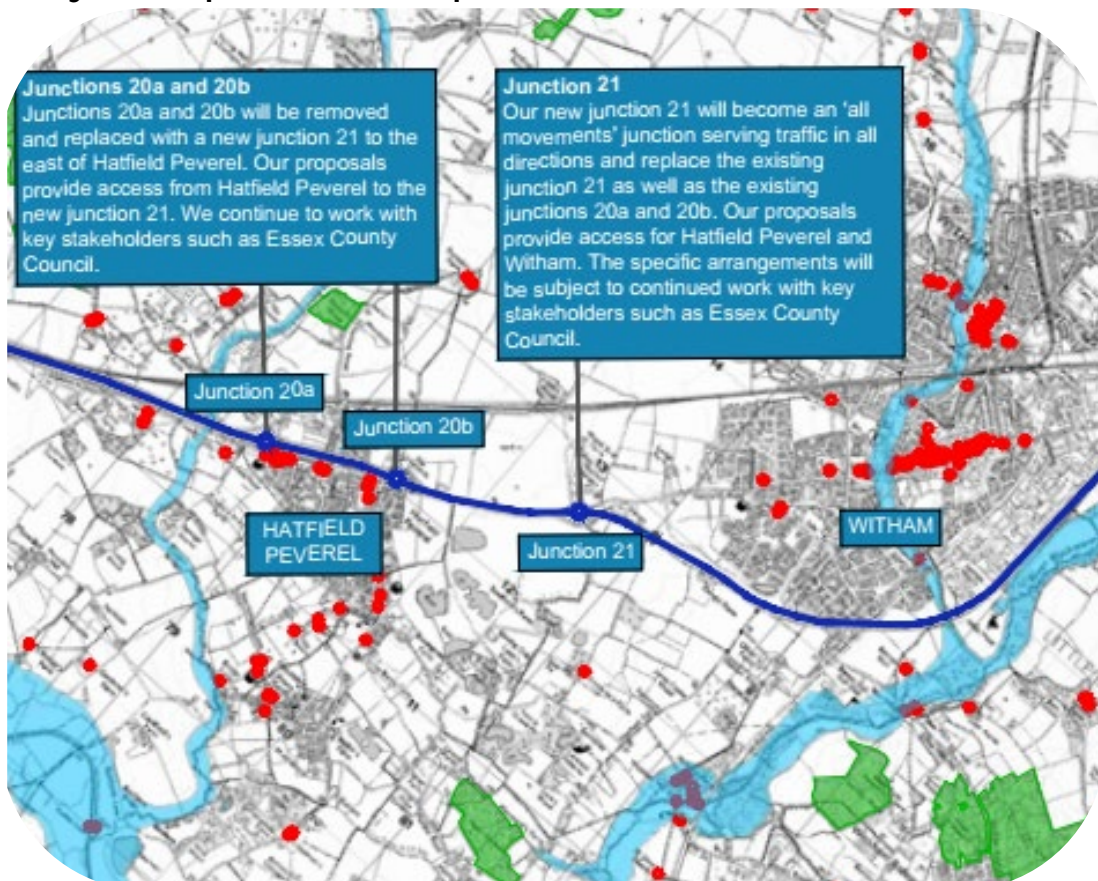 Junctions 20a and 20b
Junctions 20a and 20b will be removed
and replaced with a new junction 21 to the
east of Hatfield Peverel. Our proposals
provide access from Hatfield Peverel to the
new junction 21. We continue to work with
key stakeholders such as Essex County
Council.
Junction 21
Our new junction 21 will become an 'all
movements' junction serving traffic in all
directions and replace the existing
junction 21 as well as the existing
junctions 20a and 20b. Our proposals
provide access for Hatfield Peverel and
Witham. The specific arrangements will
be subject to continued work with key
stakeholders such as Essex County
Council.
Junction 20a
Junction 20b
HATFIELD
PEVEREL
Junction 21
WITHAM